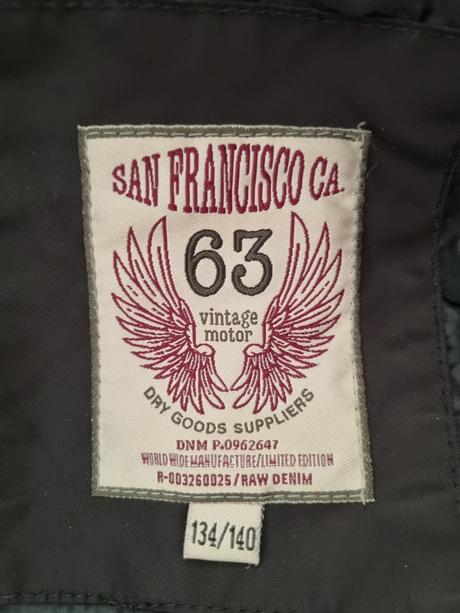 SAN FRANCISCO CA.
63
vintage
motor
DRY GOODS SUPPLIERS
DNM P.0962647
WORLD WIDE MANUFACTURE/LIMITED EDITION
R-003260025/RAW DENIM
134/140